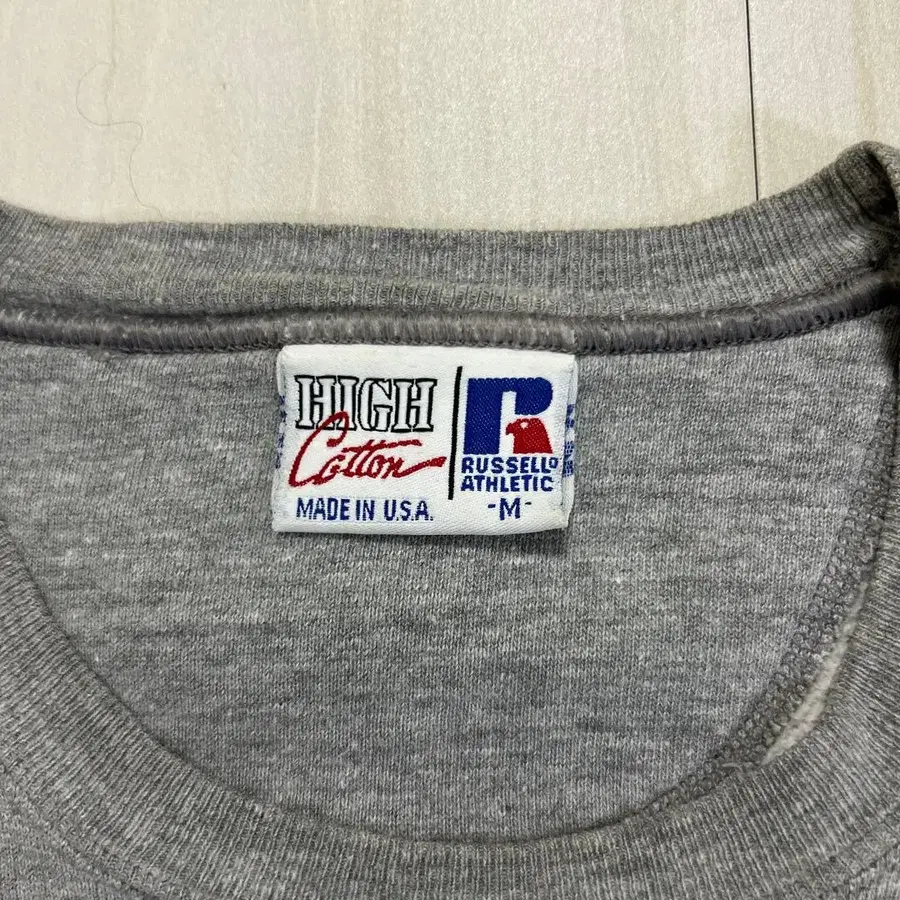 HIGH
Cotton
MADE IN U.S.A.
R
RUSSELL
ATHLETIC
-M-